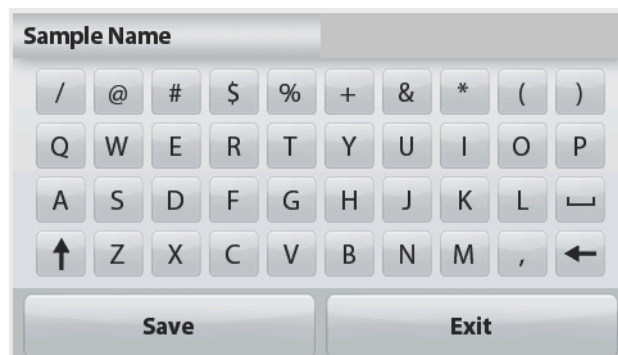 Sample Name
/ @ # $ % + & * ( )
Q W E R T Y U I O P
A S D F G H J K L ⎵
↑ Z X C V B N M , ←
Save Exit